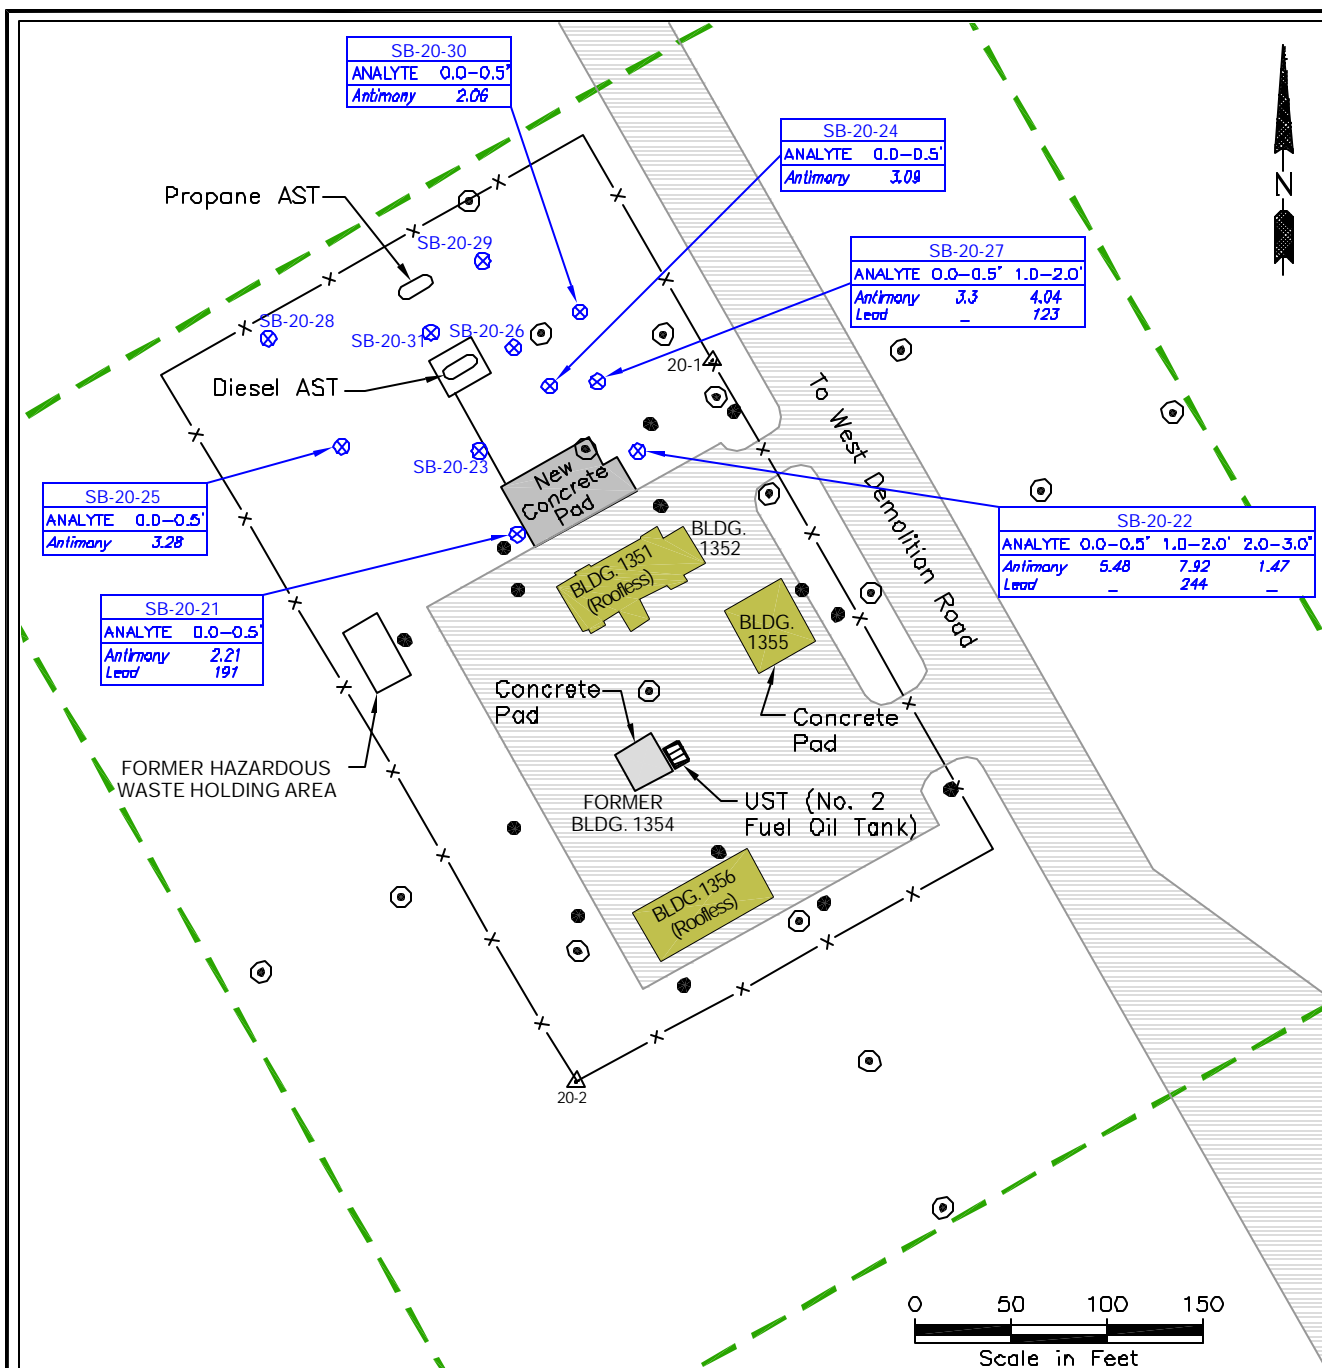 SB-20-30
ANALYTE 0.0-0.5'
Antimony 2.06
SB-20-24
ANALYTE 0.0-0.5'
Antimony 3.09
Propane AST
N
SB-20-29
SB-20-27
ANALYTE 0.0-0.5' 1.0-2.0'
Antimony 3.3 4.04
Lead - 123
SB-20-28
SB-20-31
SB-20-26
20-1
Diesel AST
To West Demolition Road
SB-20-23
New
Concrete
Pad
SB-20-25
ANALYTE 0.0-0.5'
Antimony 3.28
SB-20-22
ANALYTE 0.0-0.5' 1.0-2.0' 2.0-3.0'
Antimony 5.48 7.92 1.47
Lead - 244 -
BLDG.
1352
BLDG. 1351
(Roofless)
SB-20-21
ANALYTE 0.0-0.5'
Antimony 2.21
Lead 191
BLDG.
1355
Concrete
Pad
Concrete
Pad
FORMER HAZARDOUS
WASTE HOLDING AREA
FORMER
BLDG. 1354
UST (No. 2
Fuel Oil Tank)
BLDG. 1356
(Roofless)
20-2
0 50 100 150
Scale in Feet